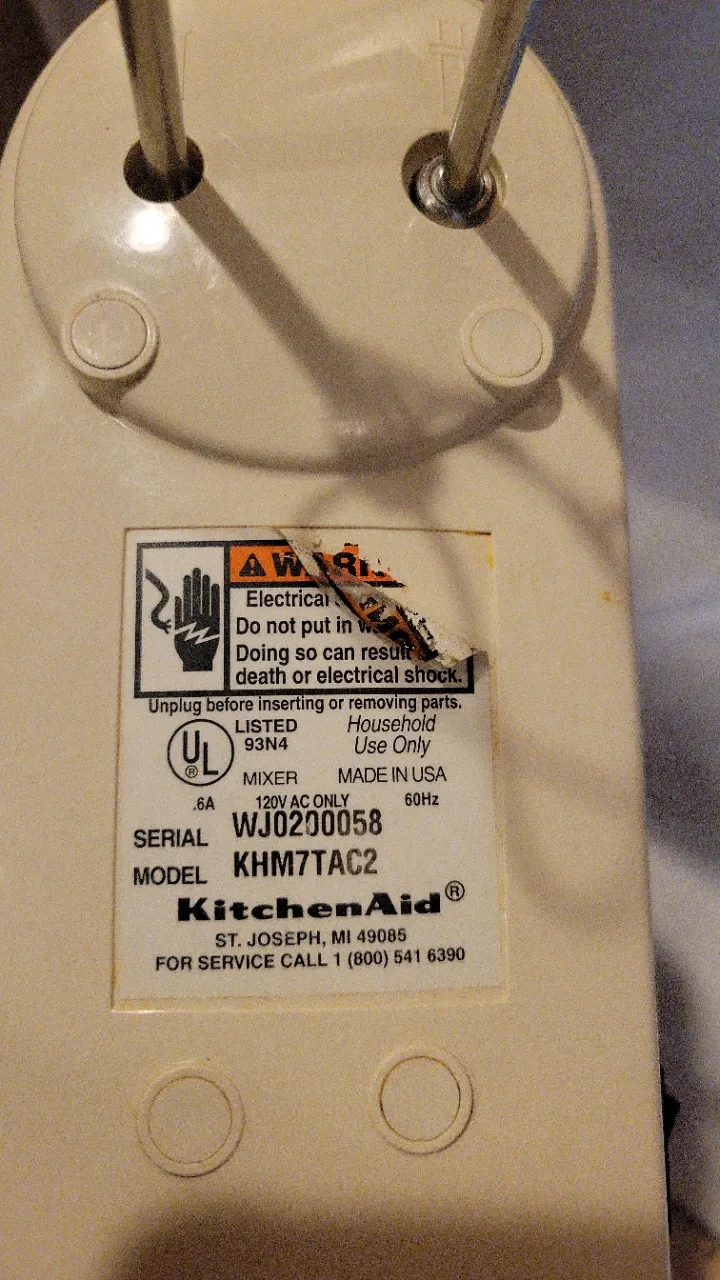 Electrical
Do not put in
Doing so can result
death or electrical shock.
Unplug before inserting or removing parts.
UL ®
LISTED
93N4
Household
Use Only
MIXER MADE IN USA
.6A 120V AC ONLY 60Hz
SERIAL WJ0200058
MODEL KHM7TAC2
KitchenAid®
ST. JOSEPH, MI 49085
FOR SERVICE CALL 1 (800) 541 6390